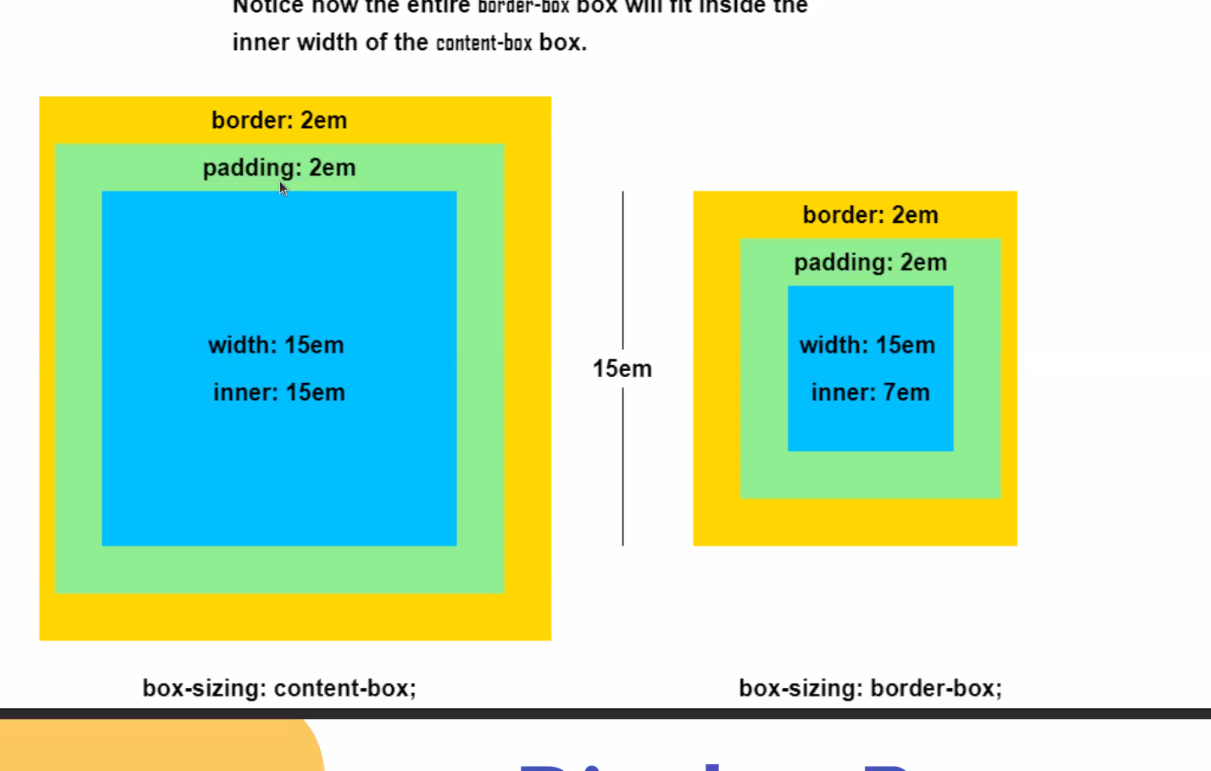 Notice how the entire border-box box will fit inside the
inner width of the content-box box.
border: 2em
padding: 2em
width: 15em
inner: 15em
15em
border: 2em
padding: 2em
width: 15em
inner: 7em
box-sizing: content-box;
box-sizing: border-box;